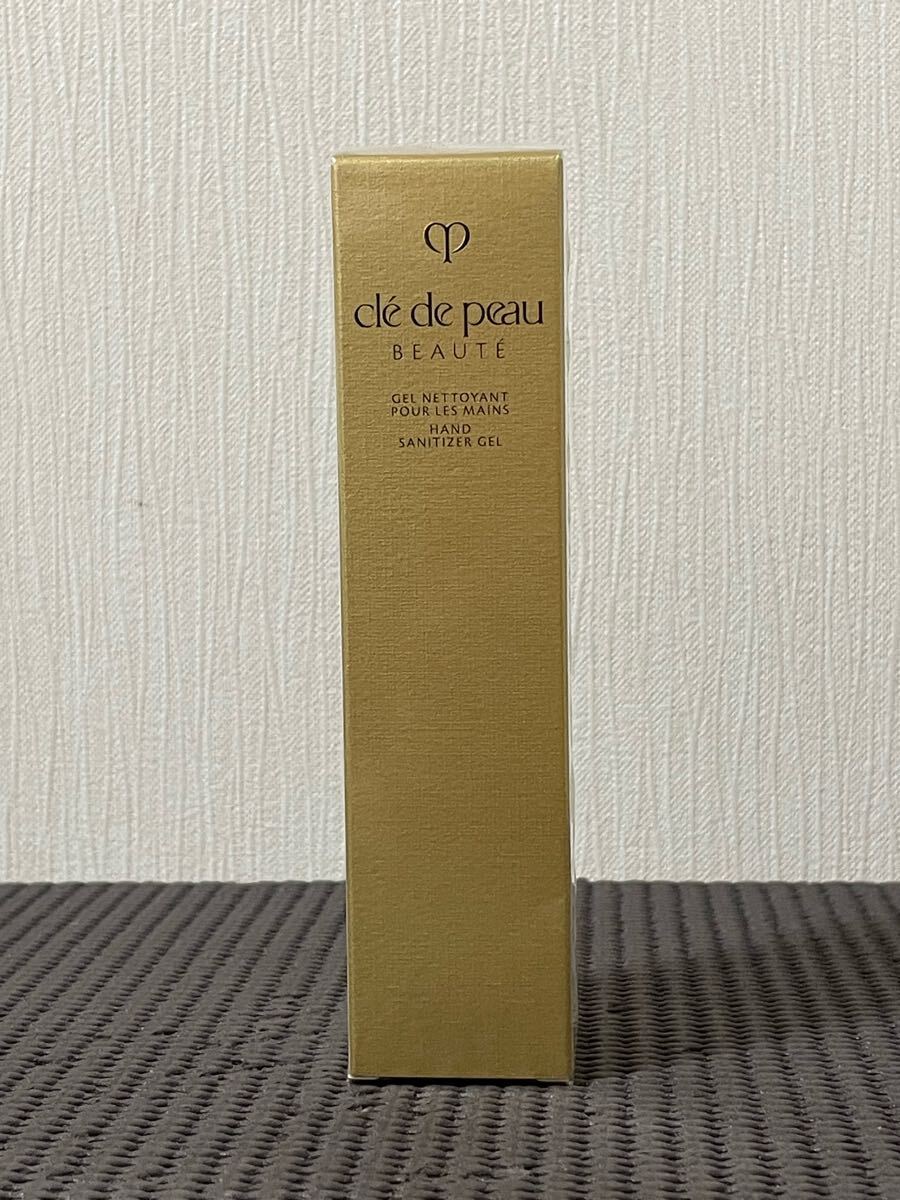 clé de peau
BEAUTÉ
GEL NETTOYANT
POUR LES MAINS
HAND
SANITIZER GEL